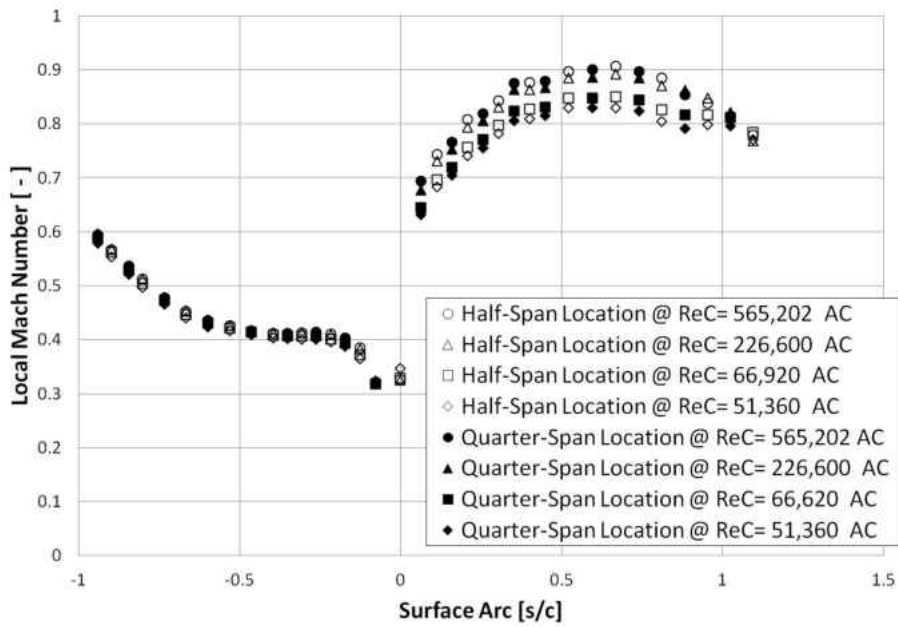 1
0.9
0.8
0.7
0.6
0.5
0.4
0.3
0.2
0.1
0
Local Mach Number [ - ]
Half-Span Location @ ReC= 565,202 AC
Half-Span Location @ ReC= 226,600 AC
Half-Span Location @ ReC= 66,920 AC
Half-Span Location @ ReC= 51,360 AC
Quarter-Span Location @ ReC= 565,202 AC
Quarter-Span Location @ ReC= 226,600 AC
Quarter-Span Location @ ReC= 66,620 AC
Quarter-Span Location @ ReC= 51,360 AC
-1 -0.5 0 0.5 1 1.5
Surface Arc [s/c]